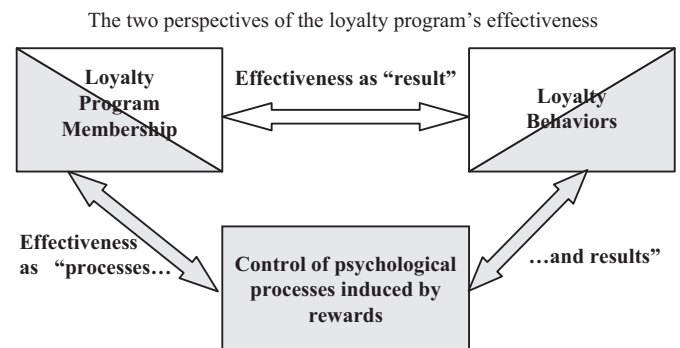 The two perspectives of the loyalty program’s effectiveness
Loyalty
Program
Membership
Effectiveness as “result”
Loyalty
Behaviors
Effectiveness
as “processes…
Control of psychological
processes induced by
rewards
…and results”